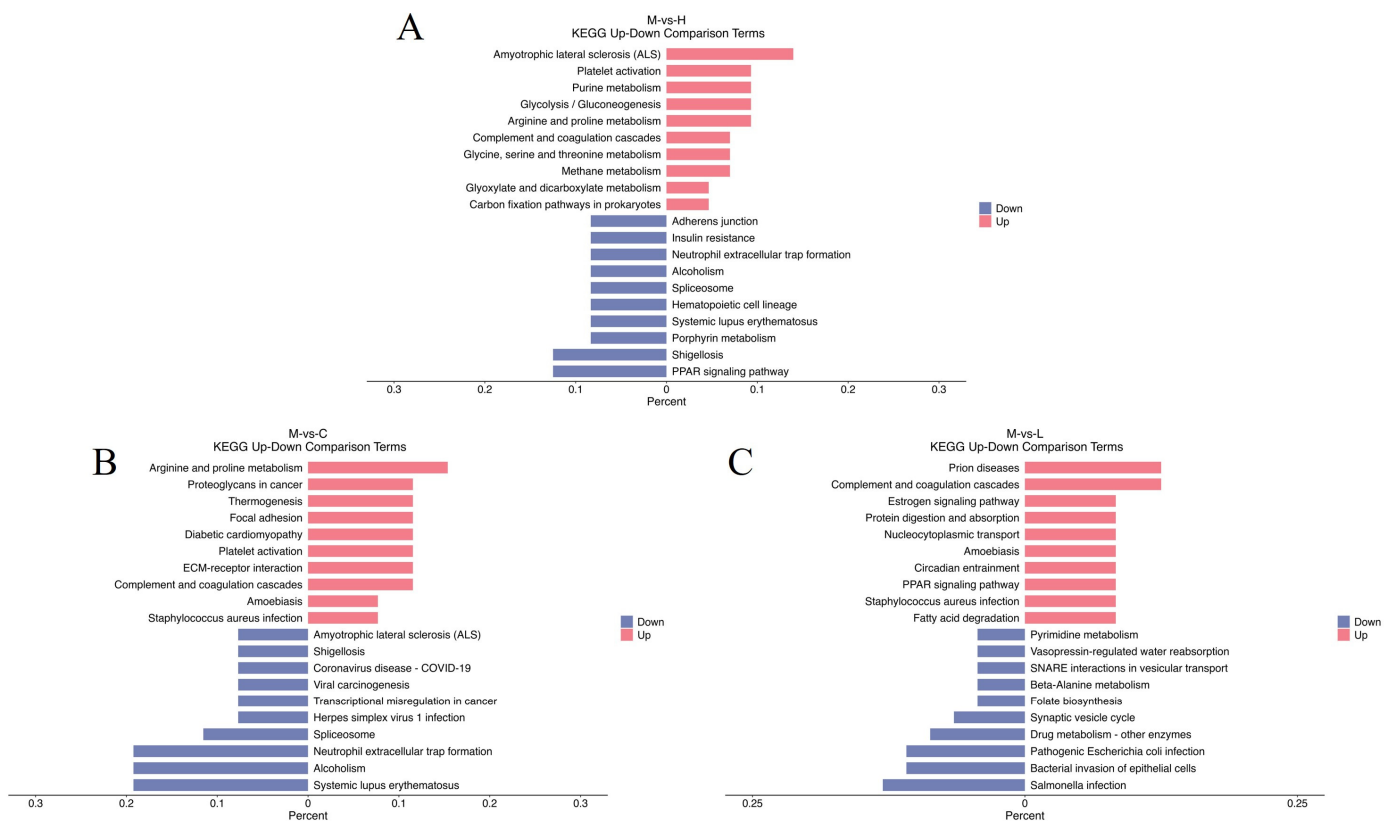 A
M-vs-H
KEGG Up-Down Comparison Terms
Amyotrophic lateral sclerosis (ALS)
Platelet activation
Purine metabolism
Glycolysis / Gluconeogenesis
Arginine and proline metabolism
Complement and coagulation cascades
Glycine, serine and threonine metabolism
Methane metabolism
Glyoxylate and dicarboxylate metabolism
Carbon fixation pathways in prokaryotes
Adherens junction
Insulin resistance
Neutrophil extracellular trap formation
Alcoholism
Spliceosome
Hematopoietic cell lineage
Systemic lupus erythematosus
Porphyrin metabolism
Shigellosis
PPAR signaling pathway
Down
Up
0.3 0.2 0.1 0 0.1 0.2 0.3
Percent
B
M-vs-C
KEGG Up-Down Comparison Terms
Arginine and proline metabolism
Proteoglycans in cancer
Thermogenesis
Focal adhesion
Diabetic cardiomyopathy
Platelet activation
ECM-receptor interaction
Complement and coagulation cascades
Amoebiasis
Staphylococcus aureus infection
Amyotrophic lateral sclerosis (ALS)
Shigellosis
Coronavirus disease - COVID-19
Viral carcinogenesis
Transcriptional misregulation in cancer
Herpes simplex virus 1 infection
Spliceosome
Neutrophil extracellular trap formation
Alcoholism
Systemic lupus erythematosus
Down
Up
0.3 0.2 0.1 0 0.1 0.2 0.3
Percent
C
M-vs-L
KEGG Up-Down Comparison Terms
Prion diseases
Complement and coagulation cascades
Estrogen signaling pathway
Protein digestion and absorption
Nucleocytoplasmic transport
Amoebiasis
Circadian entrainment
PPAR signaling pathway
Staphylococcus aureus infection
Fatty acid degradation
Pyrimidine metabolism
Vasopressin-regulated water reabsorption
SNARE interactions in vesicular transport
Beta-Alanine metabolism
Folate biosynthesis
Synaptic vesicle cycle
Drug metabolism - other enzymes
Pathogenic Escherichia coli infection
Bacterial invasion of epithelial cells
Salmonella infection
Down
Up
0.25 0 0.25
Percent